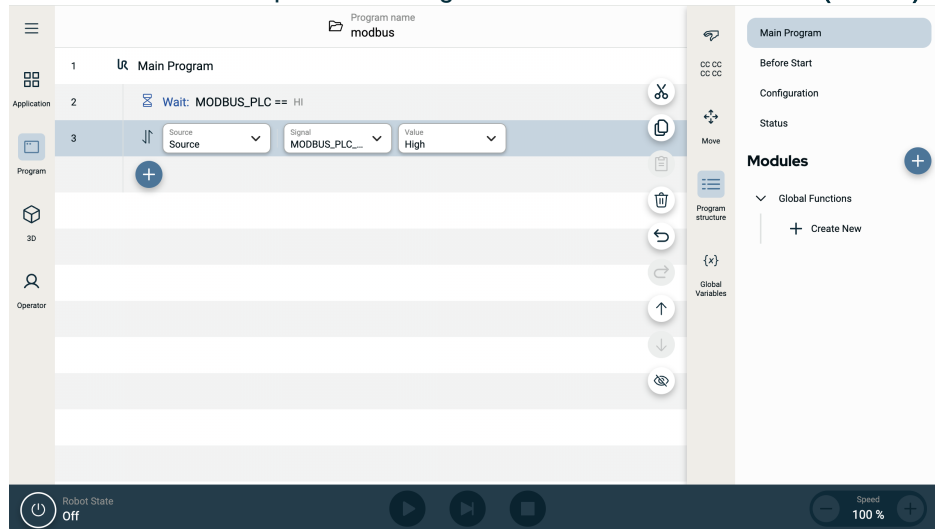 Program name
modbus
1 Main Program
Application
2 Wait: MODBUS_PLC == HI
3 Source
Source
Signal
MODBUS_PLC_...
Value
High
Program
3D
Operator
CC CC
CC CC
Move
Program
structure
{x}
Global
Variables
Main Program
Before Start
Configuration
Status
Modules
Global Functions
Create New
Robot State
Off
Speed
100 %